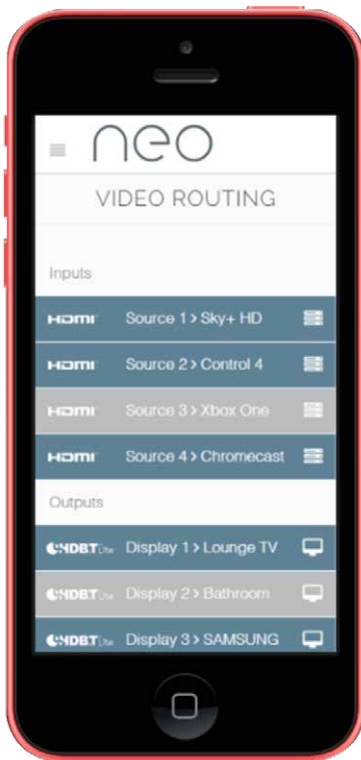 neo
VIDEO ROUTING
Inputs
HDMI Source 1 > Sky+ HD
HDMI Source 2 > Control 4
HDMI Source 3 > Xbox One
HDMI Source 4 > Chromecast
Outputs
HDBT Lite Display 1 > Lounge TV
HDBT Lite Display 2 > Bathroom
HDBT Lite Display 3 > SAMSUNG